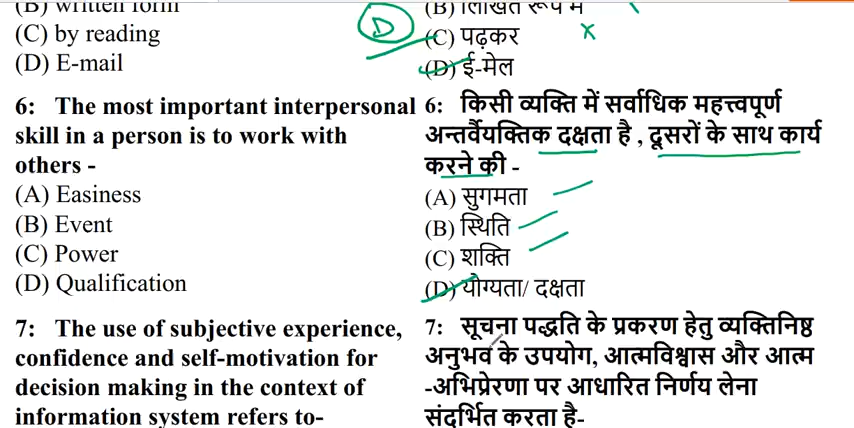 (B) written form
(C) by reading
(D) E-mail
6: The most important interpersonal
skill in a person is to work with
others -
(A) Easiness
(B) Event
(C) Power
(D) Qualification
7: The use of subjective experience,
confidence and self-motivation for
decision making in the context of
information system refers to-
(B) लिखित रूप में
D
(C) पढ़कर
(D) ई-मेल
6: किसी व्यक्ति में सर्वाधिक महत्त्वपूर्ण
अन्तर्वैयक्तिक दक्षता है , दूसरों के साथ कार्य
करने की -
(A) सुगमता
(B) स्थिति
(C) शक्ति
(D) योग्यता/ दक्षता
7: सूचना पद्धति के प्रकरण हेतु व्यक्तिनिष्ठ
अनुभव के उपयोग, आत्मविश्वास और आत्म
-अभिप्रेरणा पर आधारित निर्णय लेना
संदर्भित करता है-